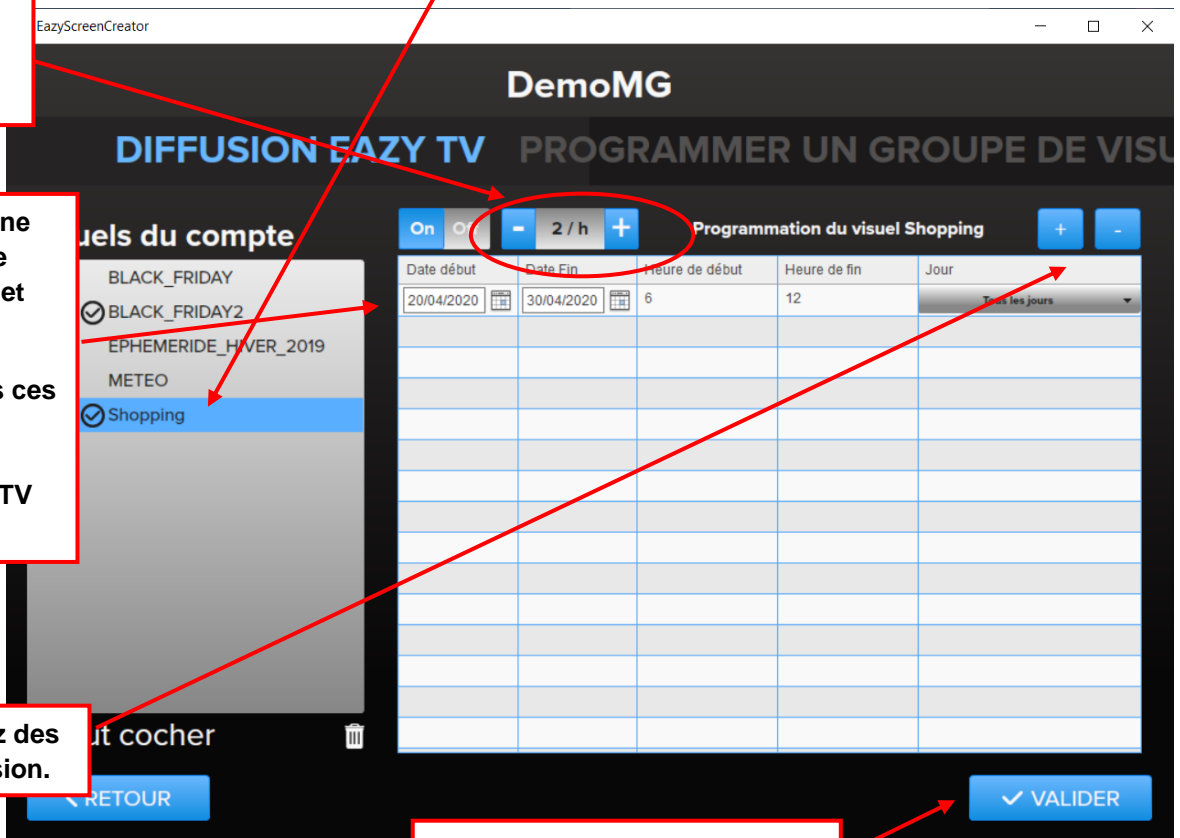 EazyScreenCreator
DemoMG
DIFFUSION EAZY TV PROGRAMMER UN GROUPE DE VISU
ne
e
et
s ces
TV
uels du compte
BLACK_FRIDAY
BLACK_FRIDAY2
EPHEMERIDE_HIVER_2019
METEO
Shopping
On Off - 2 / h + Programmation du visuel Shopping + -
Date début Date Fin Heure de début Heure de fin Jour
20/04/2020 30/04/2020 6 12 Tous les jours
z des
sion.
ut cocher
RETOUR
VALIDER